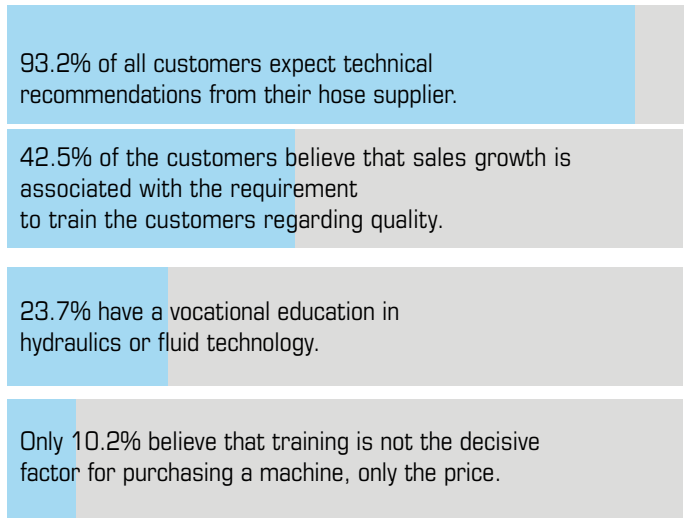 93.2% of all customers expect technical
recommendations from their hose supplier.
42.5% of the customers believe that sales growth is
associated with the requirement
to train the customers regarding quality.
23.7% have a vocational education in
hydraulics or fluid technology.
Only 10.2% believe that training is not the decisive
factor for purchasing a machine, only the price.